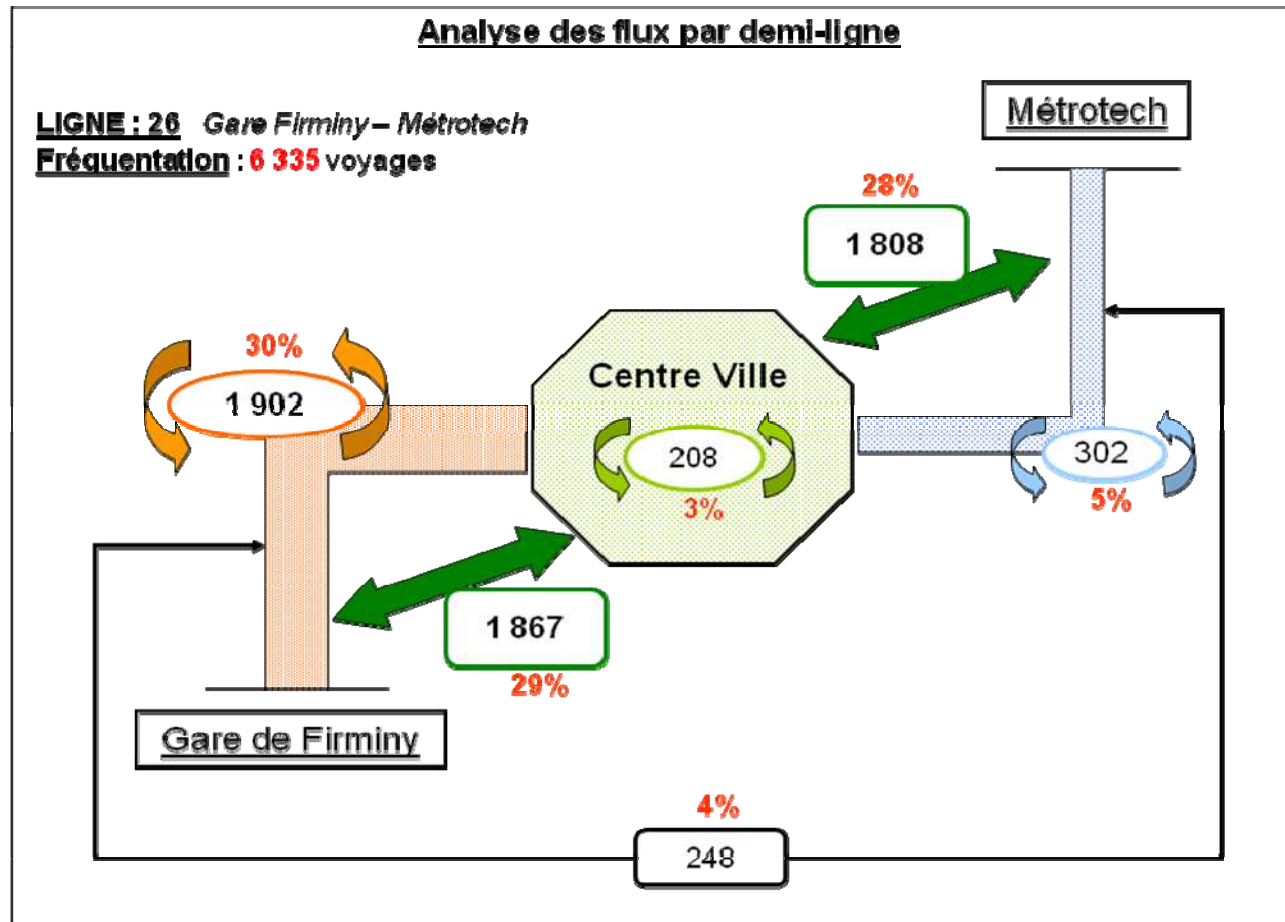 Analyse des flux par demi-ligne
Métrotech
LIGNE : 26 Gare Firminy – Métrotech
Fréquentation : 6 335 voyages
28%
1 808
30%
1 902
Centre Ville
208
3%
302
5%
1 867
29%
Gare de Firminy
4%
248